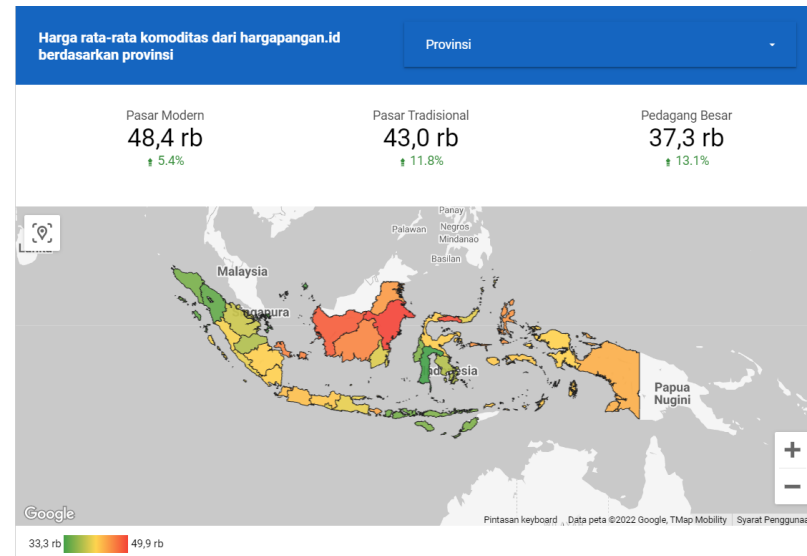 Harga rata-rata komoditas dari hargapangan.id
berdasarkan provinsi
Provinsi
Pasar Modern
48,4 rb
5.4%
Pasar Tradisional
43,0 rb
11.8%
Pedagang Besar
37,3 rb
13.1%
Panay
Palawan
Negros
Mindanao
Basilan
Malaysia
Papua
Nugini
Google
Pintasan keyboard
Data peta ©2022 Google, TMap Mobility
Syarat Penggunaa
33,3 rb
49,9 rb